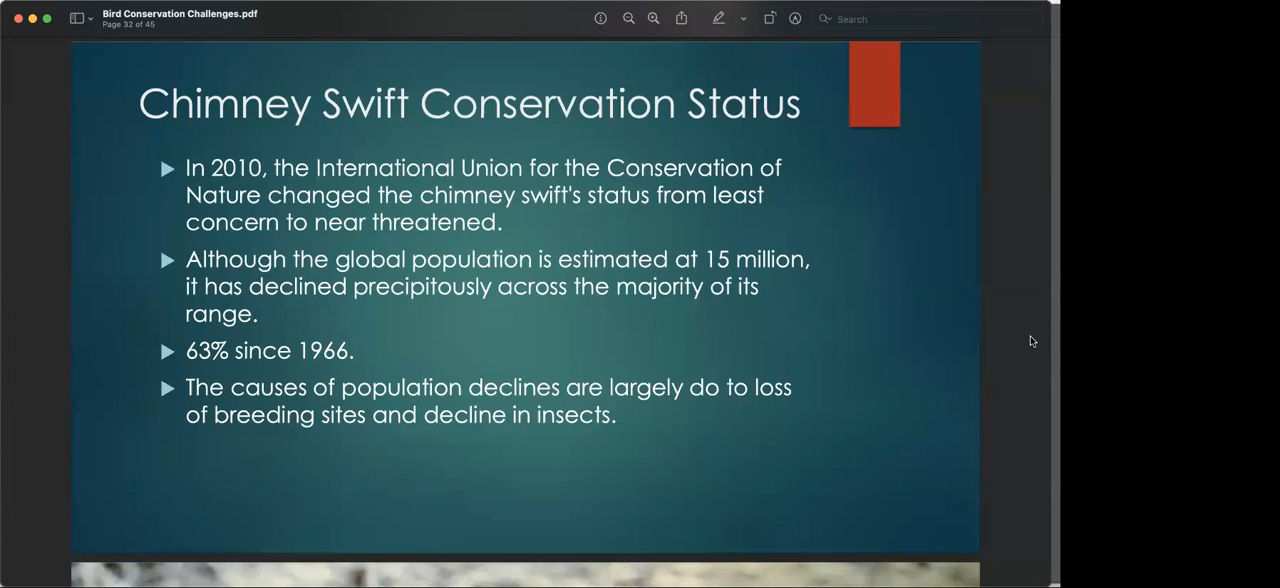 Bird Conservation Challenges.pdf
Page 32 of 45
Search
Chimney Swift Conservation Status
In 2010, the International Union for the Conservation of
Nature changed the chimney swift's status from least
concern to near threatened.
Although the global population is estimated at 15 million,
it has declined precipitously across the majority of its
range.
63% since 1966.
The causes of population declines are largely do to loss
of breeding sites and decline in insects.